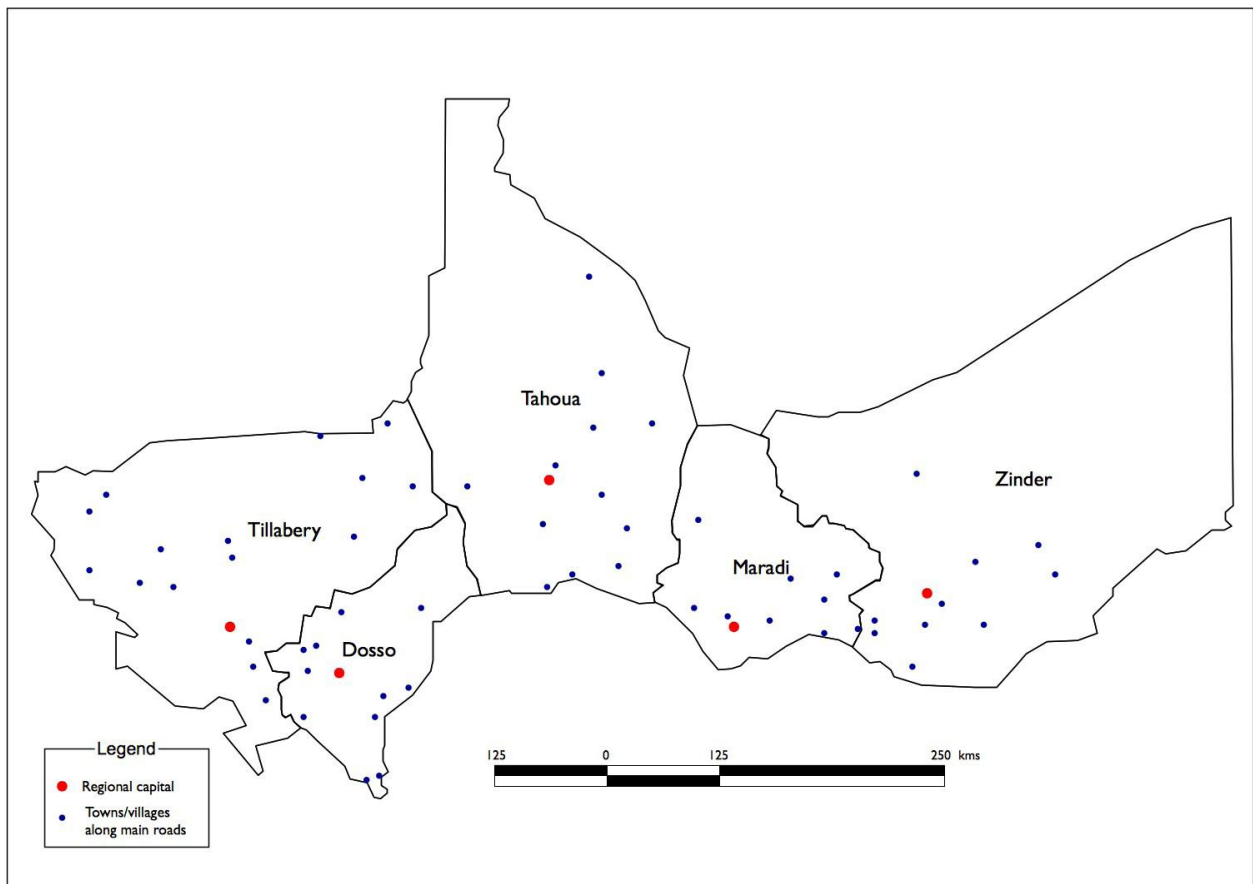 Tahoua
Zinder
Tillabery
Maradi
Dosso
Legend
Regional capital
Towns/villages
along main roads
125 0 125 250 kms